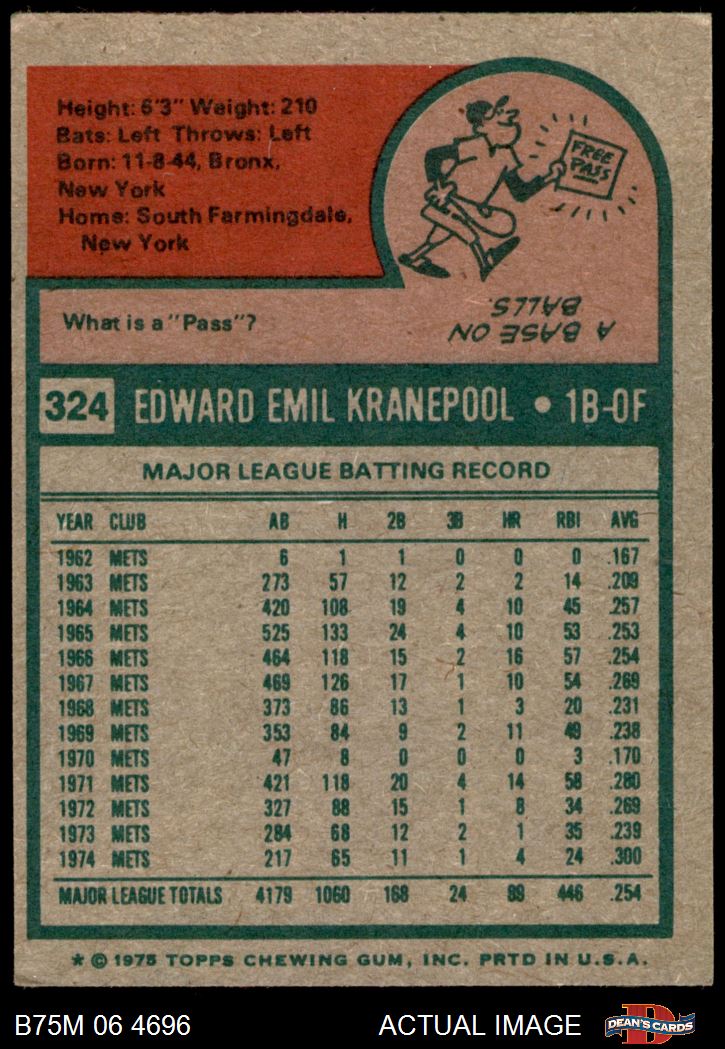 Height: 6'3" Weight: 210
Bats: Left Throws: Left
Born: 11-8-44, Bronx,
New York
Home: South Farmingdale,
New York
FREE
PASS
What is a "Pass"?
A BASE ON
BALLS.
324 EDWARD EMIL KRANEPOOL • 1B-OF
MAJOR LEAGUE BATTING RECORD
YEAR CLUB AB H 2B 3B HR RBI AVG
1962 METS 6 1 1 0 0 0 .167
1963 METS 273 57 12 2 2 14 .209
1964 METS 420 108 19 4 10 45 .257
1965 METS 525 133 24 4 10 53 .253
1966 METS 464 118 15 2 16 57 .254
1967 METS 469 126 17 1 10 54 .269
1968 METS 373 86 13 1 3 20 .231
1969 METS 353 84 9 2 11 49 .238
1970 METS 47 8 0 0 0 3 .170
1971 METS 421 118 20 4 14 58 .280
1972 METS 327 88 15 1 8 34 .269
1973 METS 284 68 12 2 1 35 .239
1974 METS 217 65 11 1 4 24 .300
MAJOR LEAGUE TOTALS 4179 1060 168 24 89 446 .254
* © 1975 TOPPS CHEWING GUM, INC. PRTD IN U.S.A.
B75M 06 4696 ACTUAL IMAGE
DEAN'S CARDS